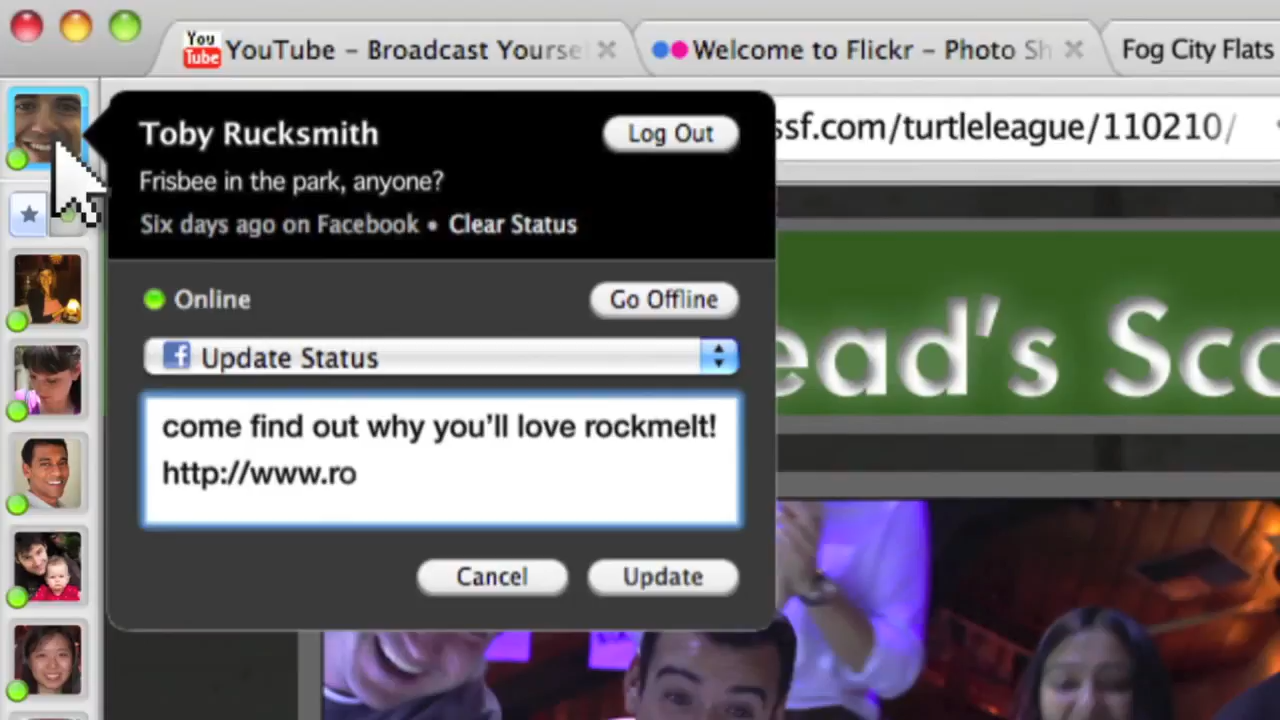 You
Tube
YouTube – Broadcast Yourse
Welcome to Flickr – Photo Sh
Fog City Flats
Toby Rucksmith
Log Out
ssf.com/turtleleague/110210/
Frisbee in the park, anyone?
Six days ago on Facebook • Clear Status
Online
Go Offline
ead's Sco
f Update Status
come find out why you'll love rockmelt!
http://www.ro
Cancel
Update